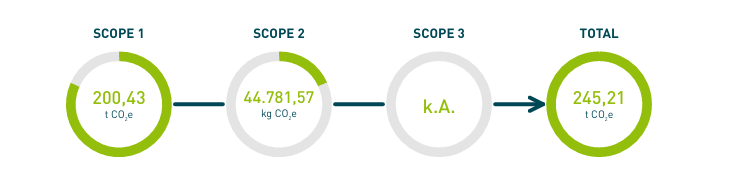 SCOPE 1
SCOPE 2
SCOPE 3
TOTAL
200,43
t CO₂e
44.781,57
kg CO₂e
k.A.
245,21
t CO₂e